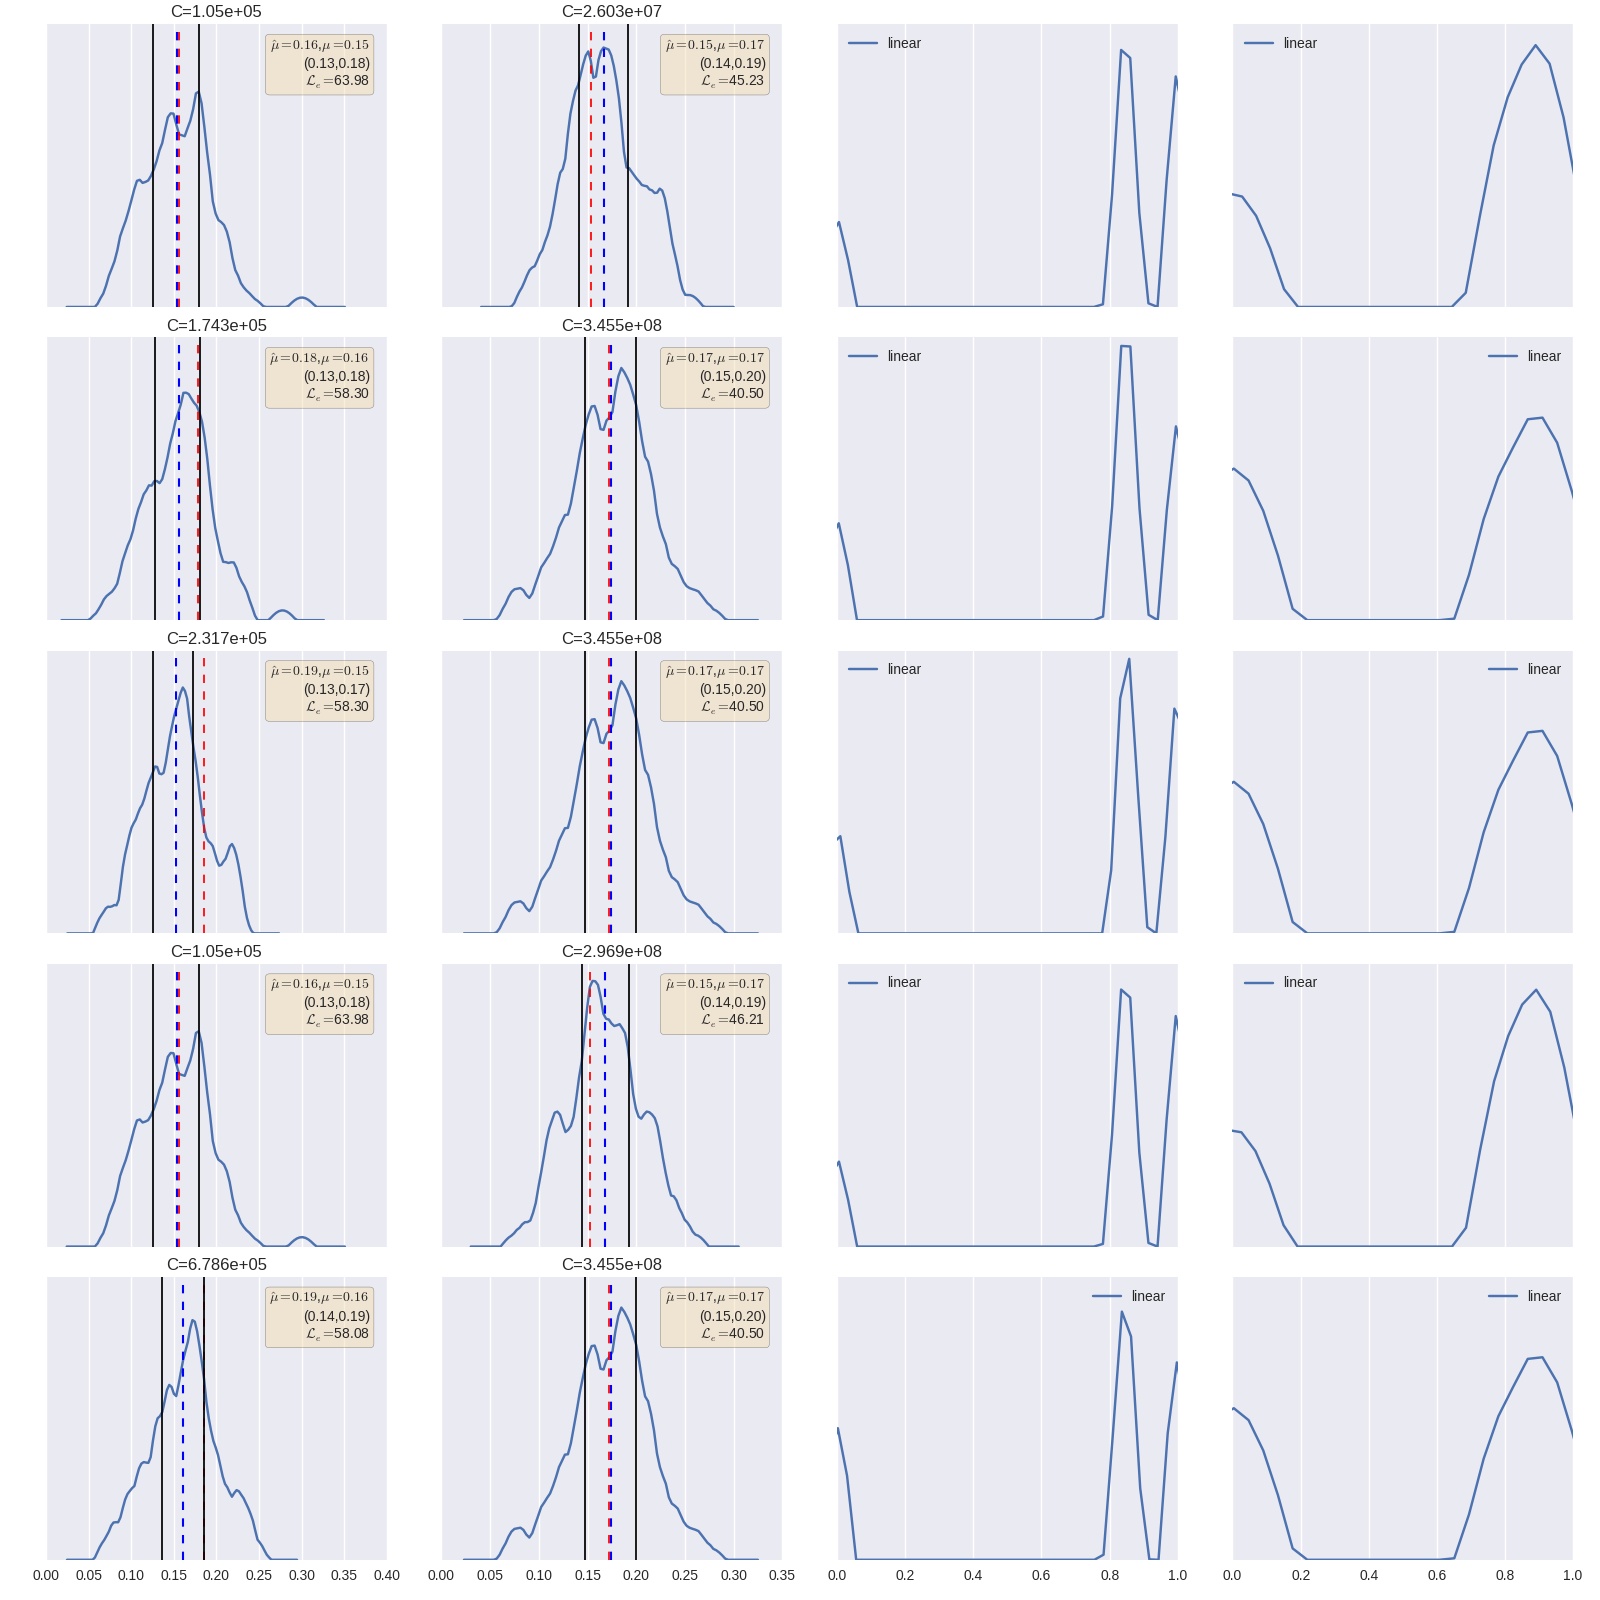 C=1.05e+05
C=2.603e+07
μ̂=0.16,μ=0.15
(0.13,0.18)
ℒₑ=63.98
μ̂=0.15,μ=0.17
(0.14,0.19)
ℒₑ=45.23
linear
linear
C=1.743e+05
C=3.455e+08
μ̂=0.18,μ=0.16
(0.13,0.18)
ℒₑ=58.30
μ̂=0.17,μ=0.17
(0.15,0.20)
ℒₑ=40.50
linear
linear
C=2.317e+05
C=3.455e+08
μ̂=0.19,μ=0.15
(0.13,0.17)
ℒₑ=58.30
μ̂=0.17,μ=0.17
(0.15,0.20)
ℒₑ=40.50
linear
linear
C=1.05e+05
C=2.969e+08
μ̂=0.16,μ=0.15
(0.13,0.18)
ℒₑ=63.98
μ̂=0.15,μ=0.17
(0.14,0.19)
ℒₑ=46.21
linear
linear
C=6.786e+05
C=3.455e+08
μ̂=0.19,μ=0.16
(0.14,0.19)
ℒₑ=58.08
μ̂=0.17,μ=0.17
(0.15,0.20)
ℒₑ=40.50
linear
linear
0.00 0.05 0.10 0.15 0.20 0.25 0.30 0.35 0.40
0.00 0.05 0.10 0.15 0.20 0.25 0.30 0.35
0.0 0.2 0.4 0.6 0.8 1.0
0.0 0.2 0.4 0.6 0.8 1.0